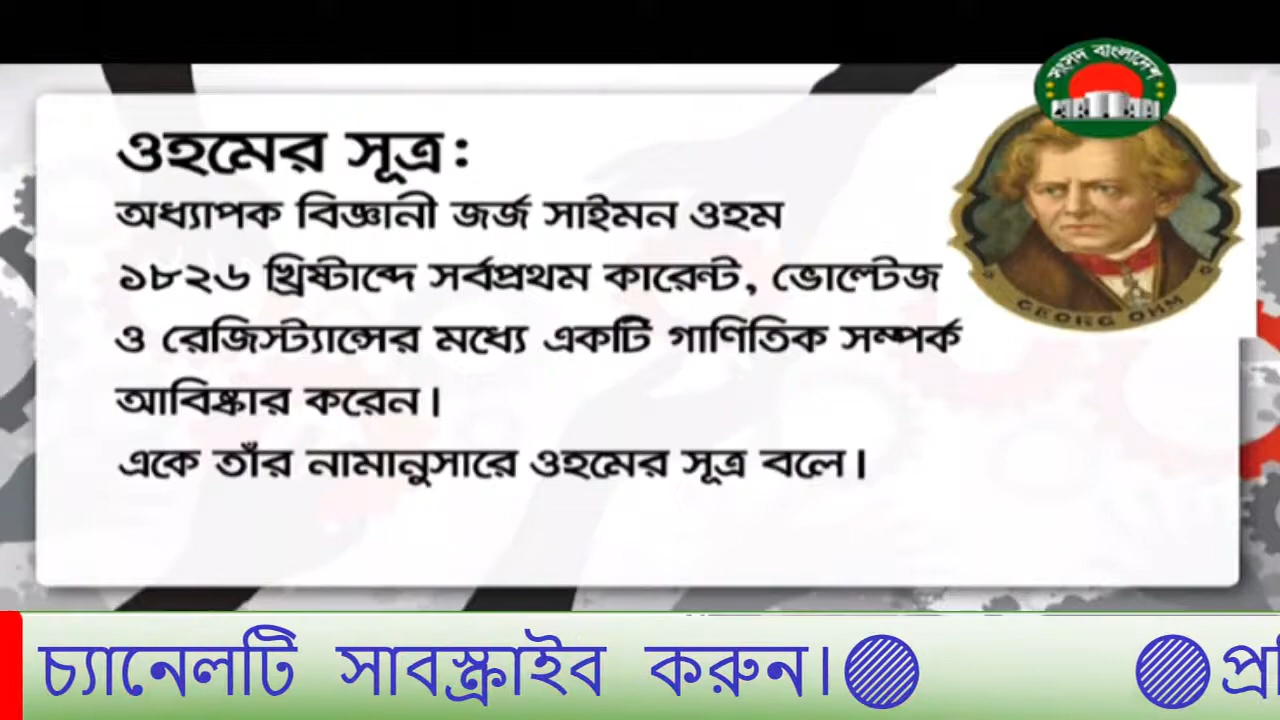 সংসদ বাংলাদেশ
ওহমের সূত্র:
অধ্যাপক বিজ্ঞানী জর্জ সাইমন ওহম
১৮২৬ খ্রিষ্টাব্দে সর্বপ্রথম কারেন্ট, ভোল্টেজ
ও রেজিস্ট্যান্সের মধ্যে একটি গাণিতিক সম্পর্ক
আবিষ্কার করেন।
একে তাঁর নামানুসারে ওহমের সূত্র বলে।
GEORG OHM
চ্যানেলটি সাবস্ক্রাইব করুন।